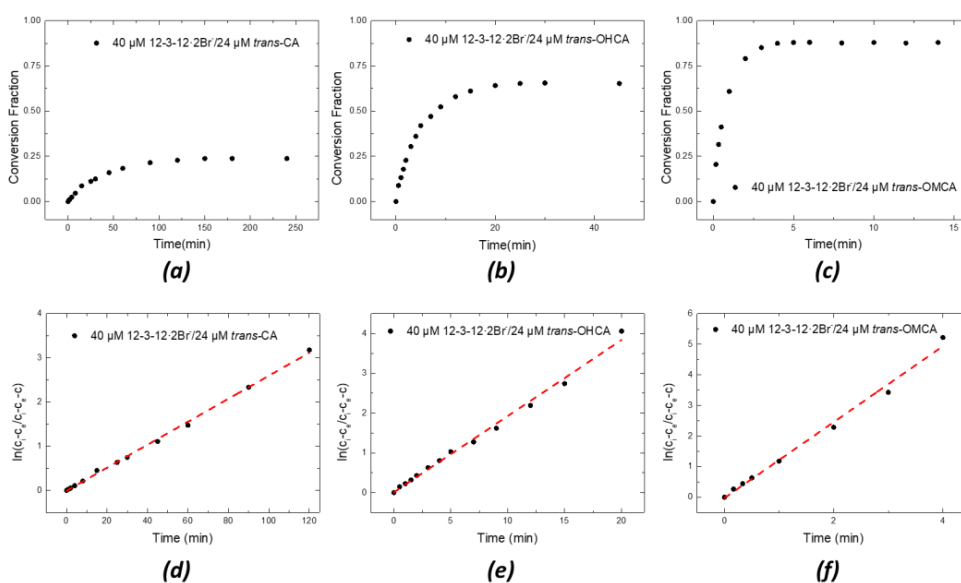 1.00
0.75
0.50
0.25
0.00
Conversion Fraction
40 µM 12-3-12·2Br⁻/24 µM trans-CA
0 50 100 150 200 250
Time(min)
(a)
1.00
0.75
0.50
0.25
0.00
Conversion Fraction
40 µM 12-3-12·2Br⁻/24 µM trans-OHCA
0 20 40
Time(min)
(b)
1.00
0.75
0.50
0.25
0.00
Conversion Fraction
40 µM 12-3-12·2Br⁻/24 µM trans-OMCA
0 5 10 15
Time(min)
(c)
4
3
2
1
0
ln(cᵢ-cₑ/cᵢ-cₑ-c)
40 µM 12-3-12·2Br⁻/24 µM trans-CA
0 20 40 60 80 100 120
Time (min)
(d)
4
3
2
1
0
ln(cᵢ-cₑ/cᵢ-cₑ-c)
40 µM 12-3-12·2Br⁻/24 µM trans-OHCA
0 5 10 15 20
Time (min)
(e)
6
5
4
3
2
1
0
ln(cᵢ-cₑ/cᵢ-cₑ-c)
40 µM 12-3-12·2Br⁻/24 µM trans-OMCA
0 2 4
Time (min)
(f)